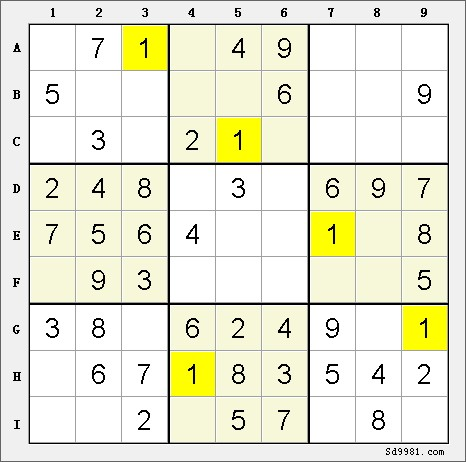 1 2 3 4 5 6 7 8 9
A 7 1 4 9
B 5 6 9
C 3 2 1
D 2 4 8 3 6 9 7
E 7 5 6 4 1 8
F 9 3 5
G 3 8 6 2 4 9 1
H 6 7 1 8 3 5 4 2
I 2 5 7 8
Sd9981.com